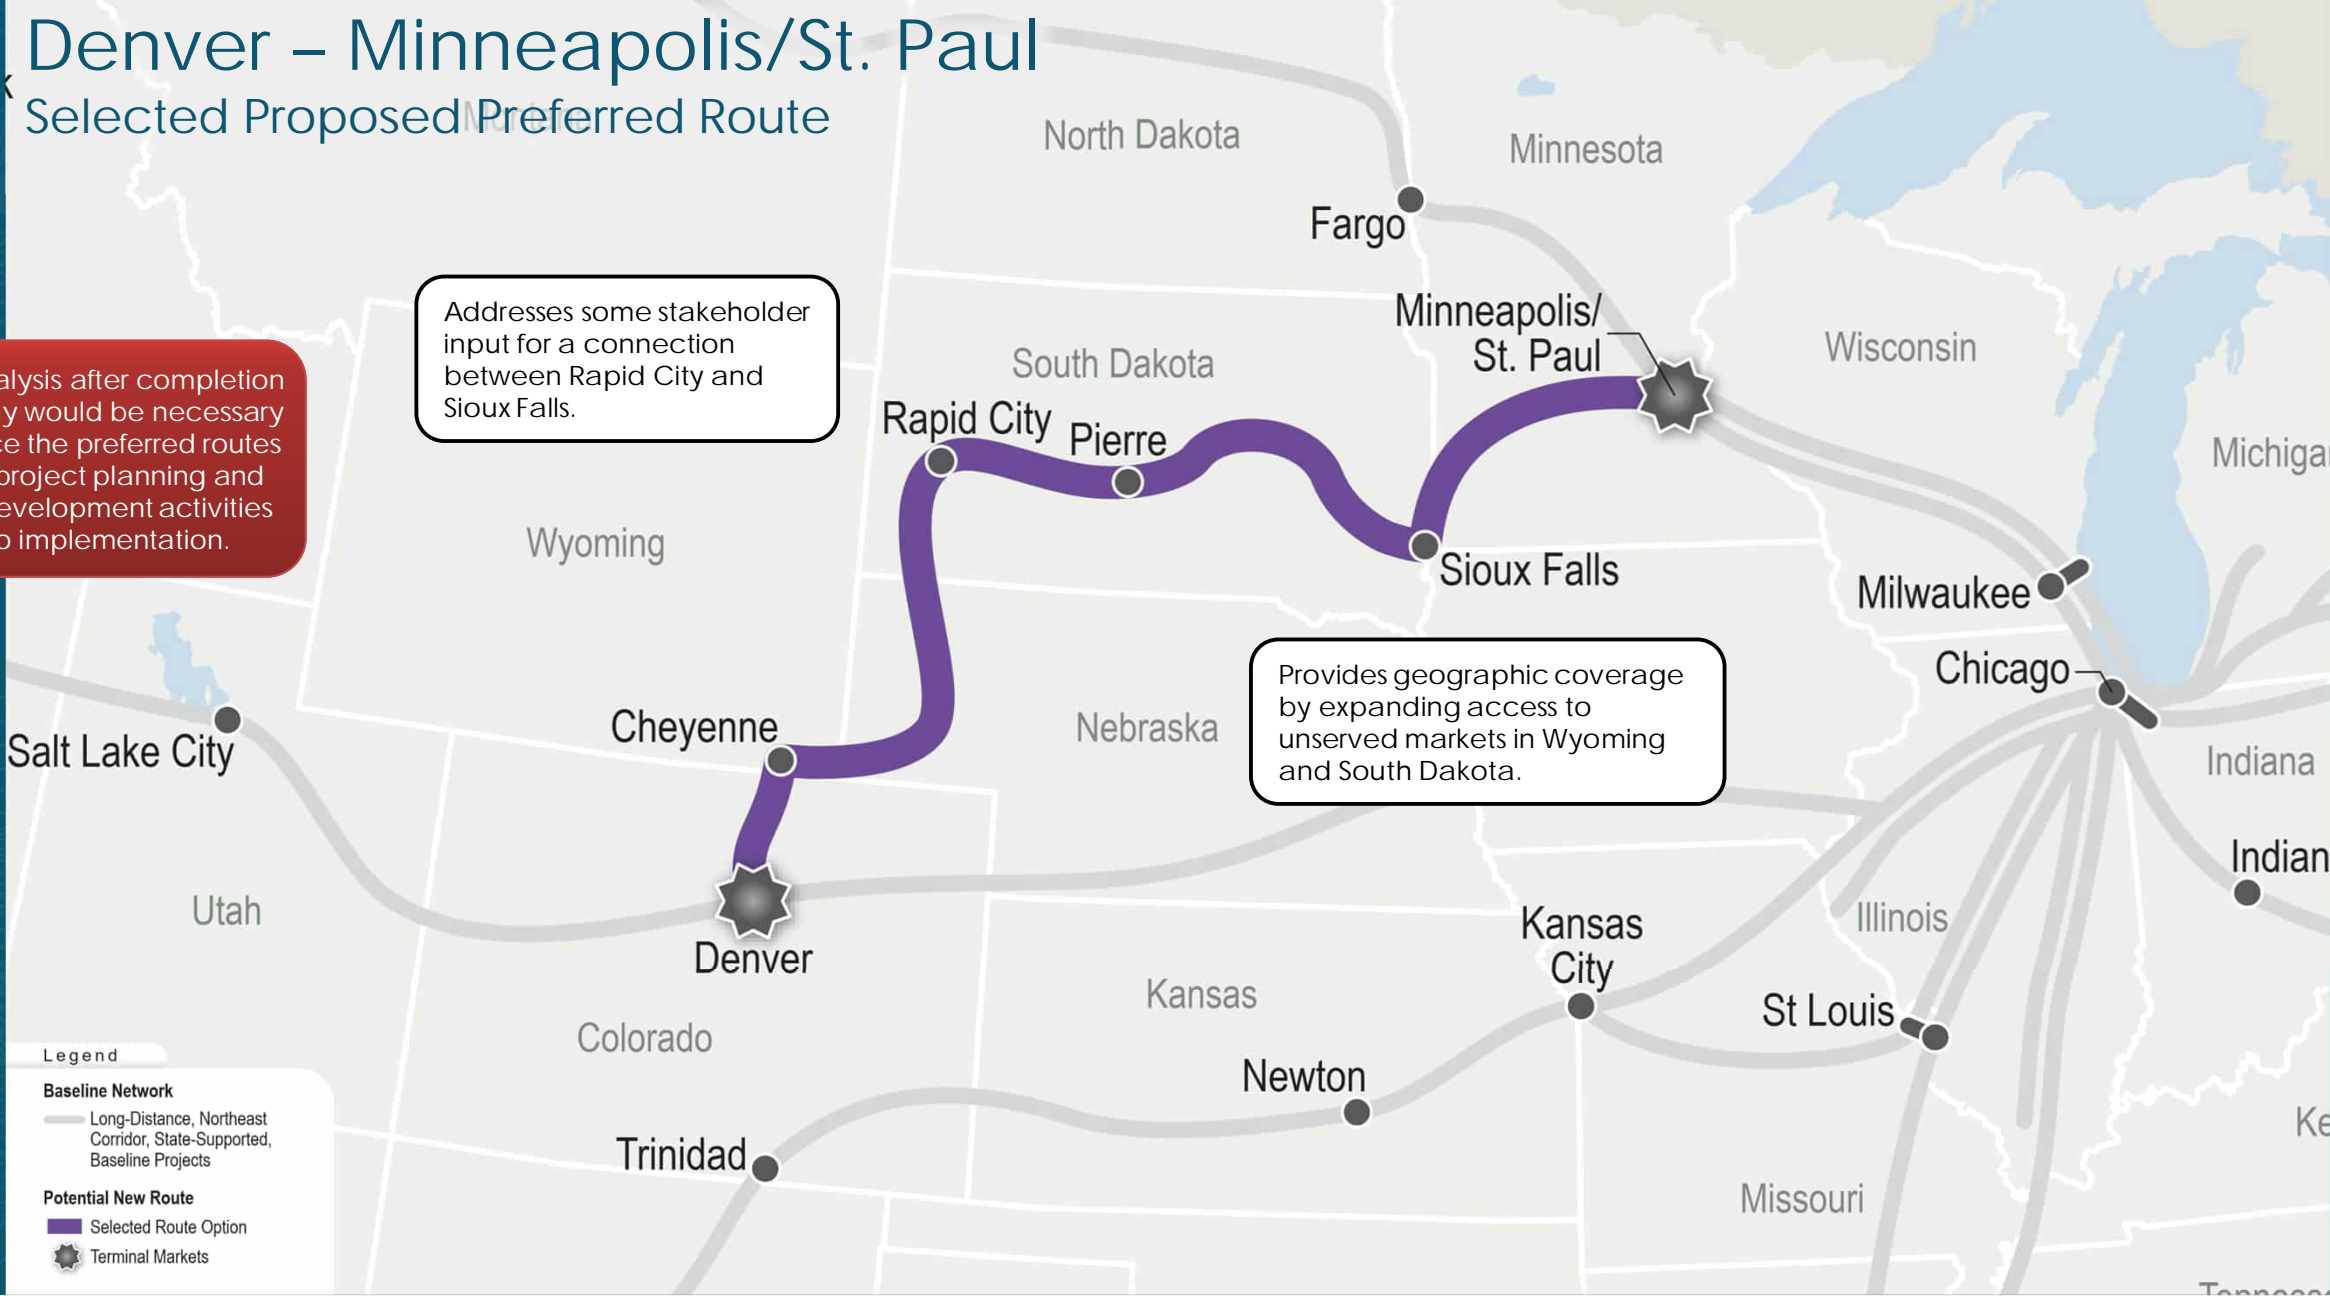 Denver – Minneapolis/St. Paul
Selected Proposed Preferred Route
Montana
North Dakota
Minnesota
Fargo
Addresses some stakeholder
input for a connection
between Rapid City and
Sioux Falls.
Minneapolis/
St. Paul
Wisconsin
South Dakota
alysis after completion
y would be necessary
ce the preferred routes
project planning and
evelopment activities
o implementation.
Rapid City
Pierre
Michiga
Wyoming
Sioux Falls
Milwaukee
Chicago
Provides geographic coverage
by expanding access to
unserved markets in Wyoming
and South Dakota.
Cheyenne
Nebraska
Salt Lake City
Indiana
Indian
Utah
Illinois
Denver
Kansas
City
Kansas
St Louis
Colorado
Newton
Ke
Trinidad
Missouri
Legend
Baseline Network
Long-Distance, Northeast
Corridor, State-Supported,
Baseline Projects
Potential New Route
Selected Route Option
Terminal Markets